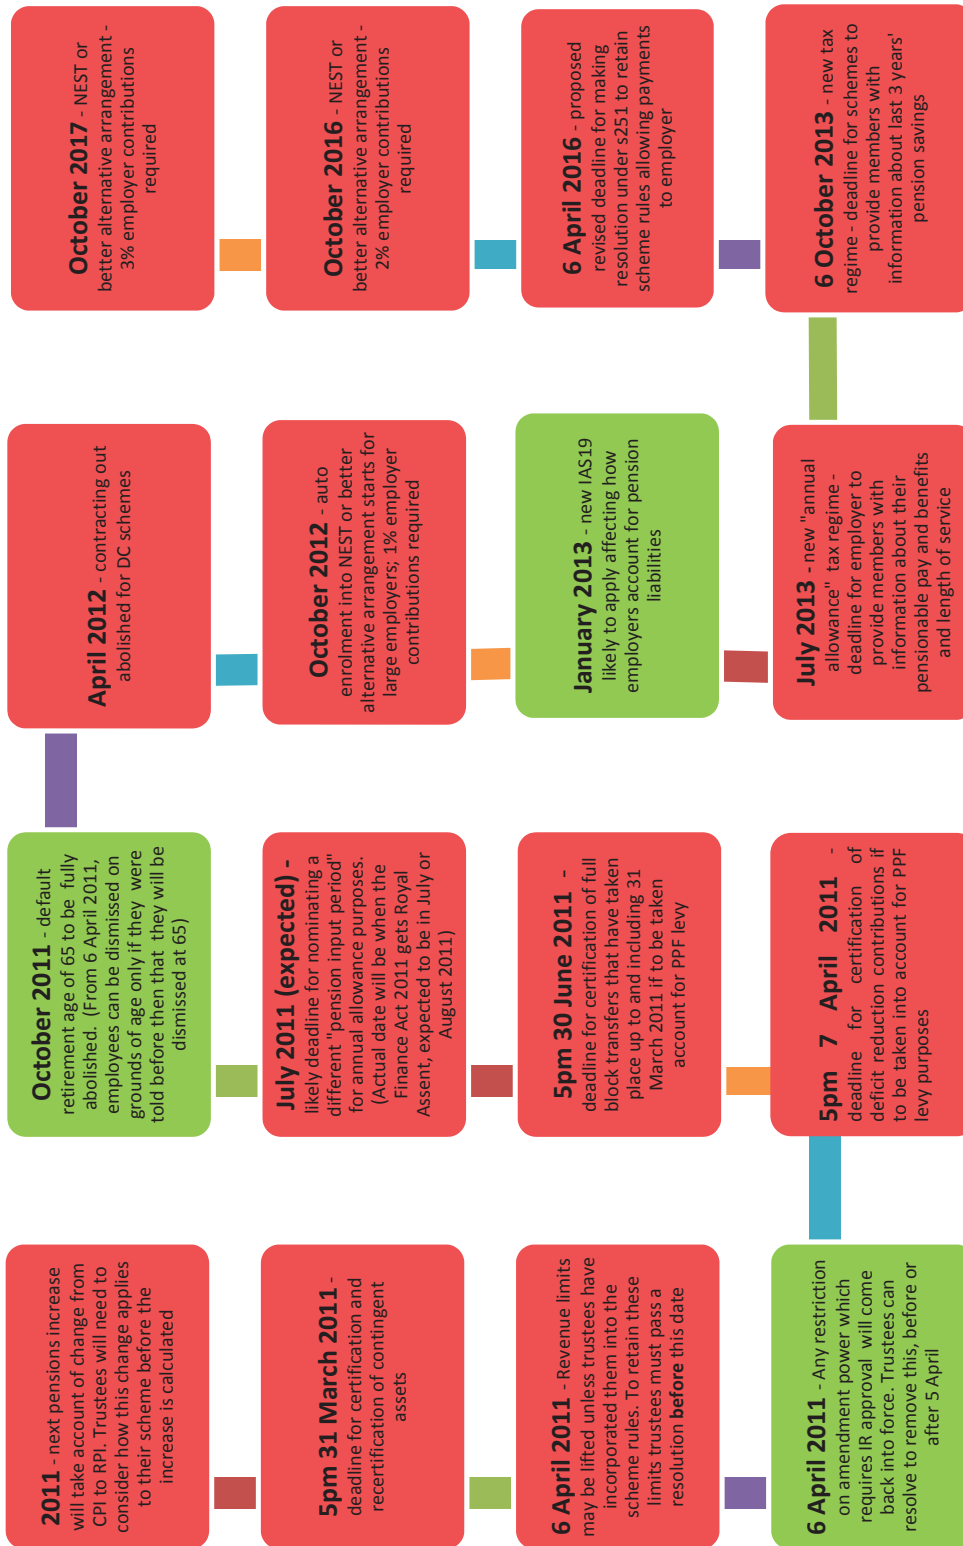 2011 - next pensions increase
will take account of change from
CPI to RPI. Trustees will need to
consider how this change applies
to their scheme before the
increase is calculated
5pm 31 March 2011 -
deadline for certification and
recertification of contingent
assets
6 April 2011 - Revenue limits
may be lifted unless trustees have
incorporated them into the
scheme rules. To retain these
limits trustees must pass a
resolution before this date
6 April 2011 - Any restriction
on amendment power which
requires IR approval will come
back into force. Trustees can
resolve to remove this, before or
after 5 April
5pm 7 April 2011 -
deadline for certification of
deficit reduction contributions if
to be taken into account for PPF
levy purposes
5pm 30 June 2011 -
deadline for certification of full
block transfers that have taken
place up to and including 31
March 2011 if to be taken
account for PPF levy
July 2011 (expected) -
likely deadline for nominating a
different "pension input period"
for annual allowance purposes.
(Actual date will be when the
Finance Act 2011 gets Royal
Assent, expected to be in July or
August 2011)
October 2011 - default
retirement age of 65 to be fully
abolished. (From 6 April 2011,
employees can be dismissed on
grounds of age only if they were
told before then that they will be
dismissed at 65)
April 2012 - contracting out
abolished for DC schemes
October 2012 - auto
enrolment into NEST or better
alternative arrangement starts for
large employers; 1% employer
contributions required
January 2013 - new IAS19
likely to apply affecting how
employers account for pension
liabilities
July 2013 - new "annual
allowance" tax regime -
deadline for employer to
provide members with
information about their
pensionable pay and benefits
and length of service
6 October 2013 - new tax
regime - deadline for schemes to
provide members with
information about last 3 years'
pension savings
6 April 2016 - proposed
revised deadline for making
resolution under s251 to retain
scheme rules allowing payments
to employer
October 2016 - NEST or
better alternative arrangement -
2% employer contributions
required
October 2017 - NEST or
better alternative arrangement -
3% employer contributions
required